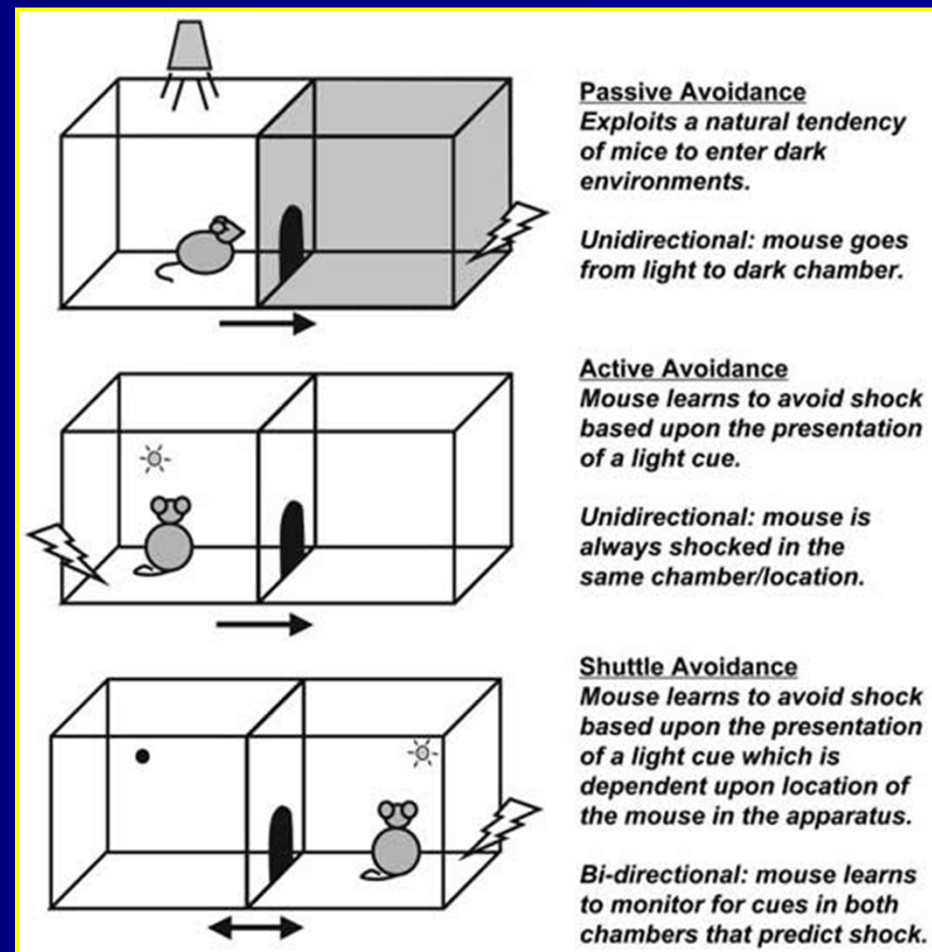 Passive Avoidance
Exploits a natural tendency
of mice to enter dark
environments.
Unidirectional: mouse goes
from light to dark chamber.
Active Avoidance
Mouse learns to avoid shock
based upon the presentation
of a light cue.
Unidirectional: mouse is
always shocked in the
same chamber/location.
Shuttle Avoidance
Mouse learns to avoid shock
based upon the presentation
of a light cue which is
dependent upon location of
the mouse in the apparatus.
Bi-directional: mouse learns
to monitor for cues in both
chambers that predict shock.